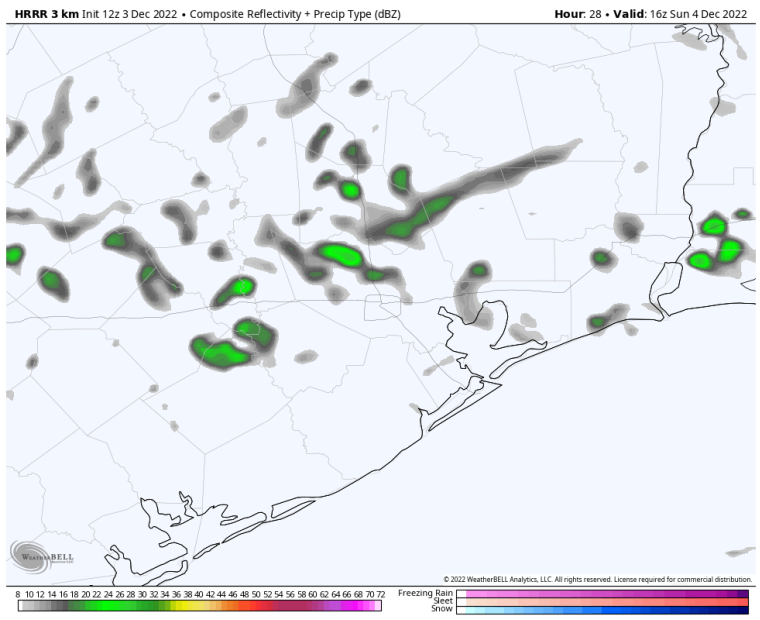 HRRR 3 km Init 12z 3 Dec 2022 • Composite Reflectivity + Precip Type (dBZ) Hour: 28 • Valid: 16z Sun 4 Dec 2022
WEATHERBELL
© 2022 WeatherBELL Analytics, LLC. All rights reserved. License required for commercial distribution.
8 10 12 14 16 18 20 22 24 26 28 30 32 34 36 38 40 42 44 46 48 50 52 54 56 58 60 62 64 66 68 70 72
Freezing Rain
Sleet
Snow